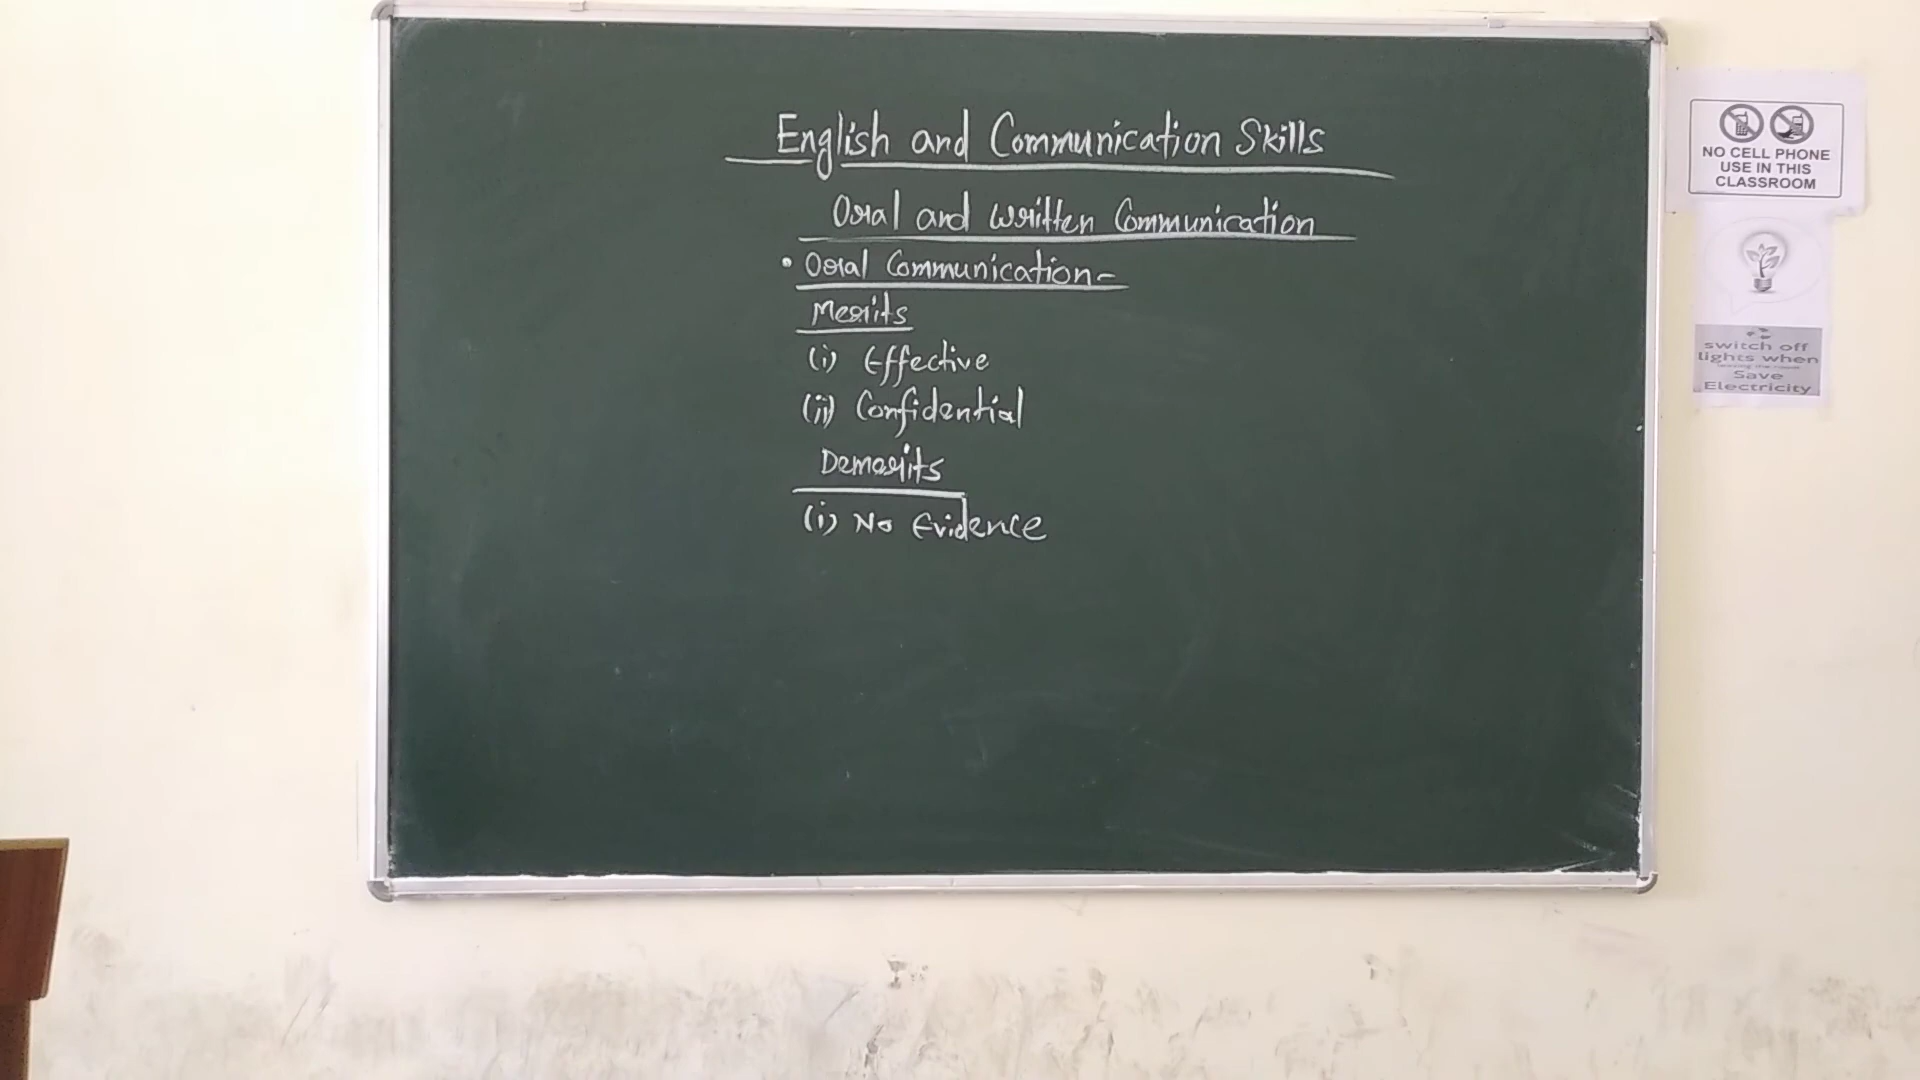 English and Communication Skills
Oral and written Communication
• Oral Communication-
Merits
(i) Effective
(ii) Confidential
Demerits
(i) No Evidence
NO CELL PHONE
USE IN THIS
CLASSROOM
switch off
lights when
Save
Electricity